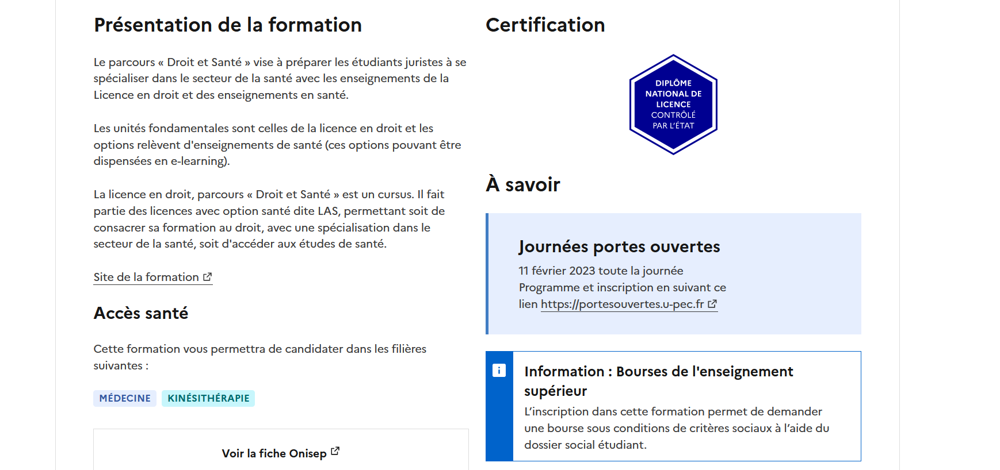 Présentation de la formation
Le parcours « Droit et Santé » vise à préparer les étudiants juristes à se
spécialiser dans le secteur de la santé avec les enseignements de la
Licence en droit et des enseignements en santé.
Les unités fondamentales sont celles de la licence en droit et les
options relèvent d'enseignements de santé (ces options pouvant être
dispensées en e-learning).
La licence en droit, parcours « Droit et Santé » est un cursus. Il fait
partie des licences avec option santé dite LAS, permettant soit de
consacrer sa formation au droit, avec une spécialisation dans le
secteur de la santé, soit d'accéder aux études de santé.
Site de la formation
Accès santé
Cette formation vous permettra de candidater dans les filières
suivantes :
MÉDECINE KINÉSITHÉRAPIE
Voir la fiche Onisep
Certification
DIPLÔME
NATIONAL DE
LICENCE
CONTRÔLÉ
PAR L'ÉTAT
À savoir
Journées portes ouvertes
11 février 2023 toute la journée
Programme et inscription en suivant ce
lien https://portesouvertes.u-pec.fr
Information : Bourses de l'enseignement
supérieur
L’inscription dans cette formation permet de demander
une bourse sous conditions de critères sociaux à l’aide du
dossier social étudiant.